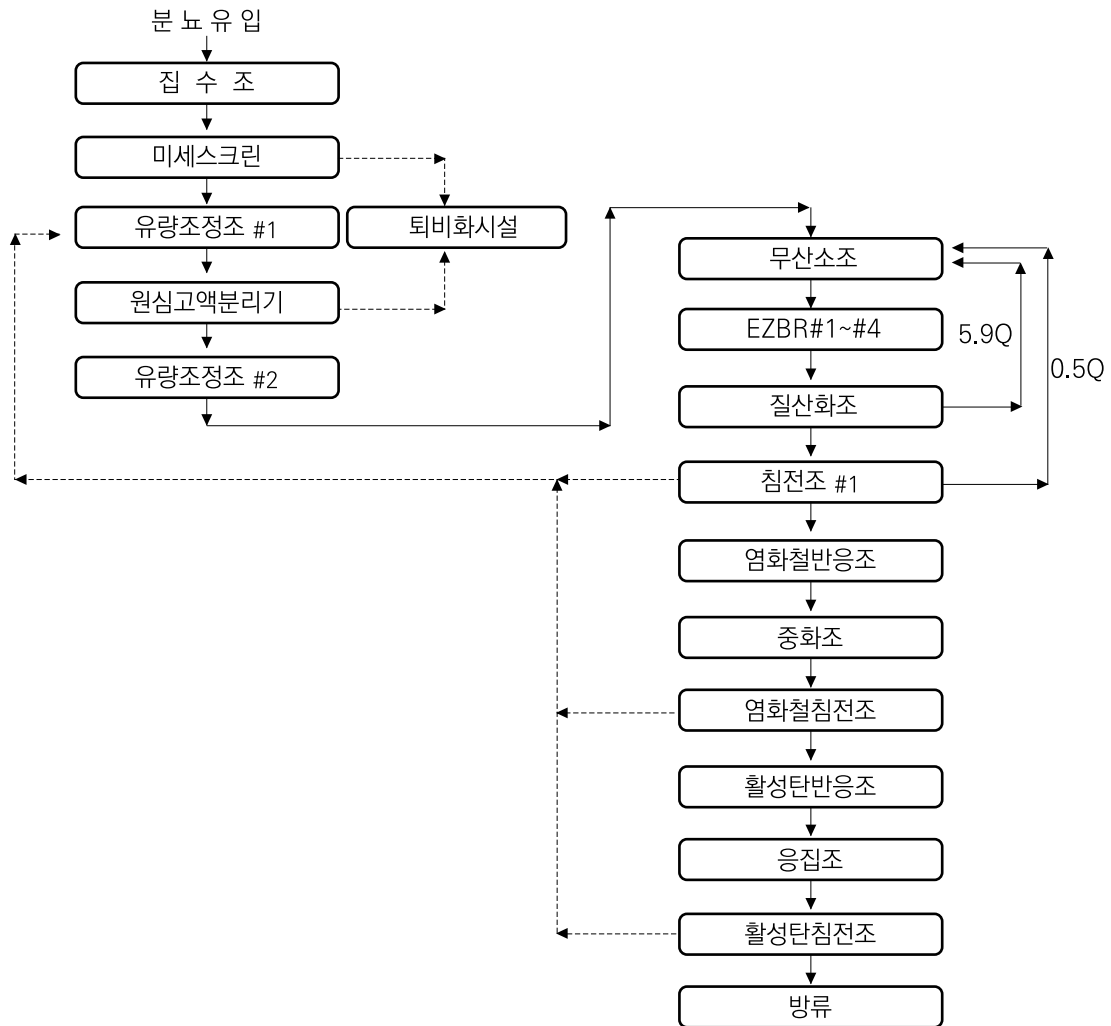 분 뇨 유 입
집 수 조
미세스크린
유량조정조 #1
퇴비화시설
원심고액분리기
유량조정조 #2
무산소조
EZBR#1~#4
5.9Q
0.5Q
질산화조
침전조 #1
염화철반응조
중화조
염화철침전조
활성탄반응조
응집조
활성탄침전조
방류